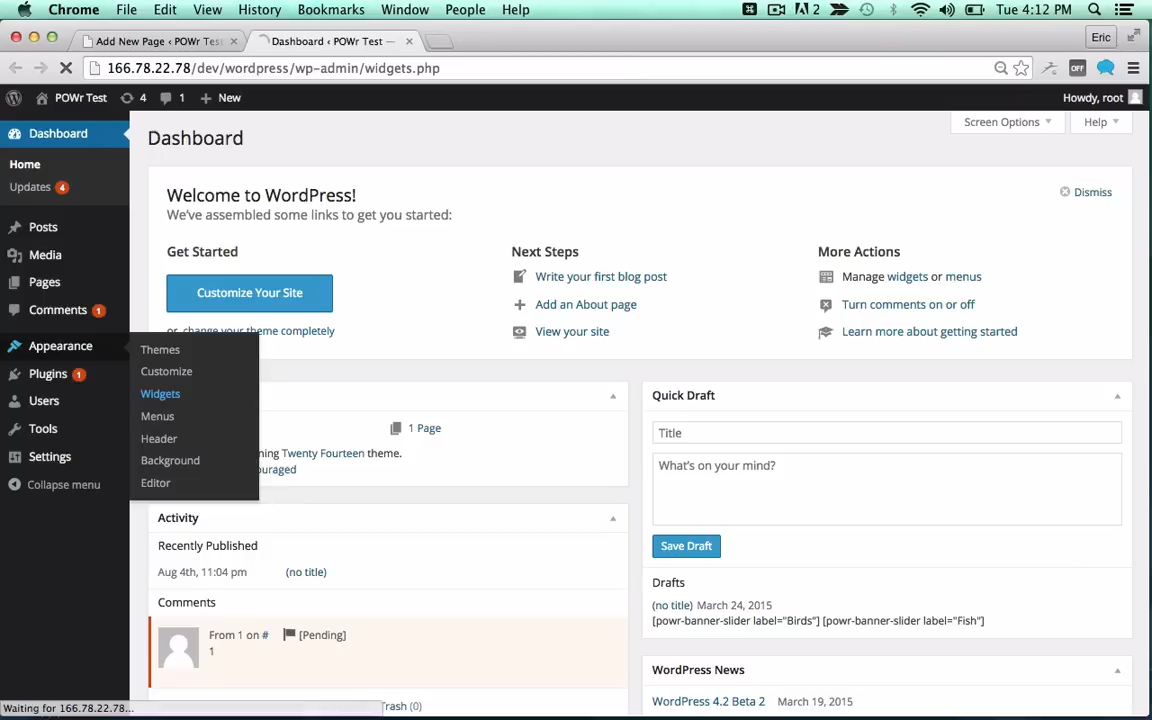 Chrome File Edit View History Bookmarks Window People Help 2 Tue 4:12 PM
Add New Page ‹ POWr Tes × Dashboard ‹ POWr Test — × Eric
166.78.22.78/dev/wordpress/wp-admin/widgets.php OFF
POWr Test 4 1 + New Howdy, root
Dashboard
Home
Updates 4
Posts
Media
Pages
Comments 1
Appearance
Plugins 1
Users
Tools
Settings
Collapse menu
Themes
Customize
Widgets
Menus
Header
Background
Editor
Dashboard Screen Options Help
Welcome to WordPress! Dismiss
We've assembled some links to get you started:
Get Started
Customize Your Site
or, change your theme completely
Next Steps
Write your first blog post
Add an About page
View your site
More Actions
Manage widgets or menus
Turn comments on or off
Learn more about getting started
1 Page
ning Twenty Fourteen theme.
ouraged
Activity
Recently Published
Aug 4th, 11:04 pm (no title)
Comments
From 1 on # [Pending]
1
Trash (0)
Quick Draft
Title
What's on your mind?
Save Draft
Drafts
(no title) March 24, 2015
[powr-banner-slider label="Birds"] [powr-banner-slider label="Fish"]
WordPress News
WordPress 4.2 Beta 2 March 19, 2015
Waiting for 166.78.22.78...